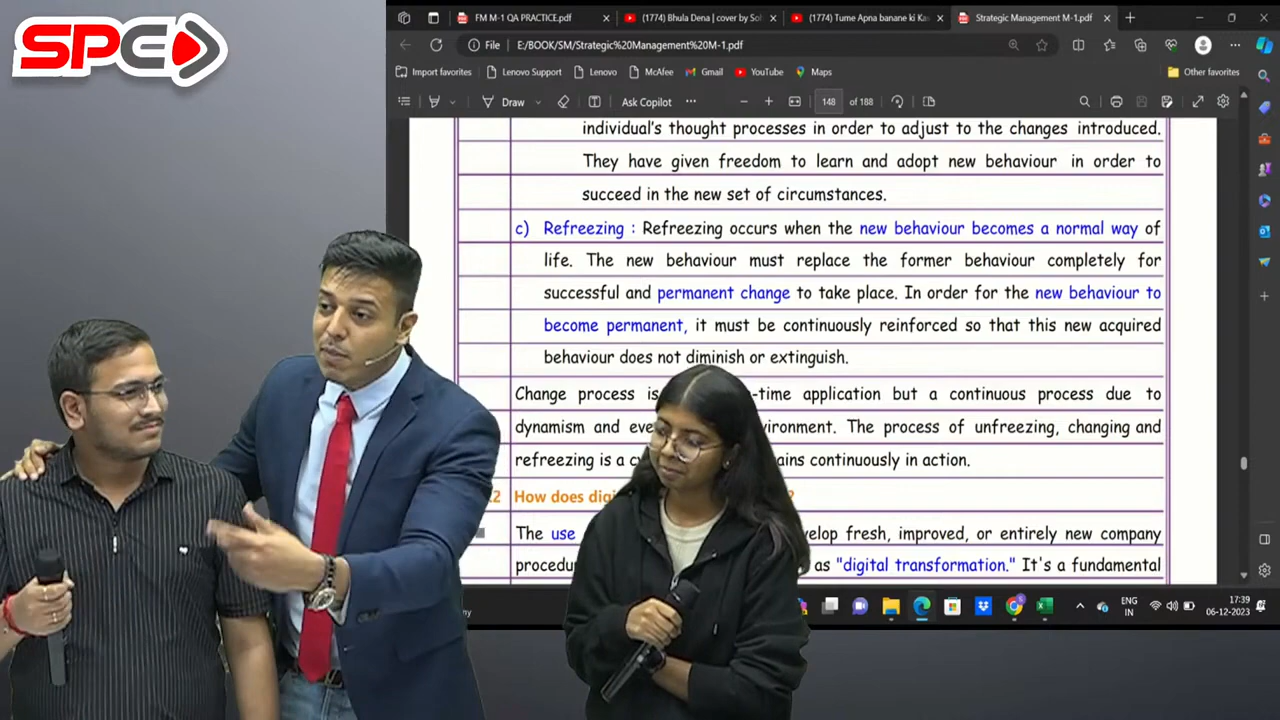 SPC
FM M-1 QA PRACTICE.pdf
(1774) Bhula Dena | cover by Soh
(1774) Tume Apna banane ki Ka
Strategic Management M-1.pdf
File
E:/BOOK/SM/Strategic%20Management%20M-1.pdf
Import favorites
Lenovo Support
Lenovo
McAfee
Gmail
YouTube
Maps
Other favorites
Draw
Ask Copilot
148 of 188
individual's thought processes in order to adjust to the changes introduced.
They have given freedom to learn and adopt new behaviour in order to
succeed in the new set of circumstances.
c) Refreezing : Refreezing occurs when the new behaviour becomes a normal way of
life. The new behaviour must replace the former behaviour completely for
successful and permanent change to take place. In order for the new behaviour to
become permanent, it must be continuously reinforced so that this new acquired
behaviour does not diminish or extinguish.
Change process is -time application but a continuous process due to
dynamism and eve vironment. The process of unfreezing, changing and
refreezing is a c ains continuously in action.
22 How does digi ?
The use velop fresh, improved, or entirely new company
procedu as "digital transformation." It's a fundamental
ny
ENG
IN
17:39
06-12-2023